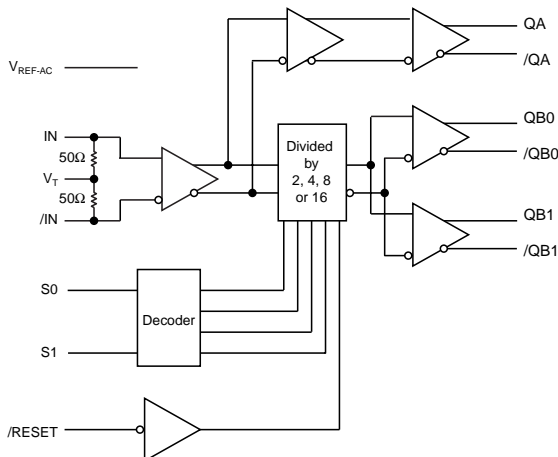 QA
/QA
VREF-AC
IN
50Ω
VT
50Ω
/IN
Divided
by
2, 4, 8
or 16
QB0
/QB0
QB1
/QB1
S0
Decoder
S1
/RESET